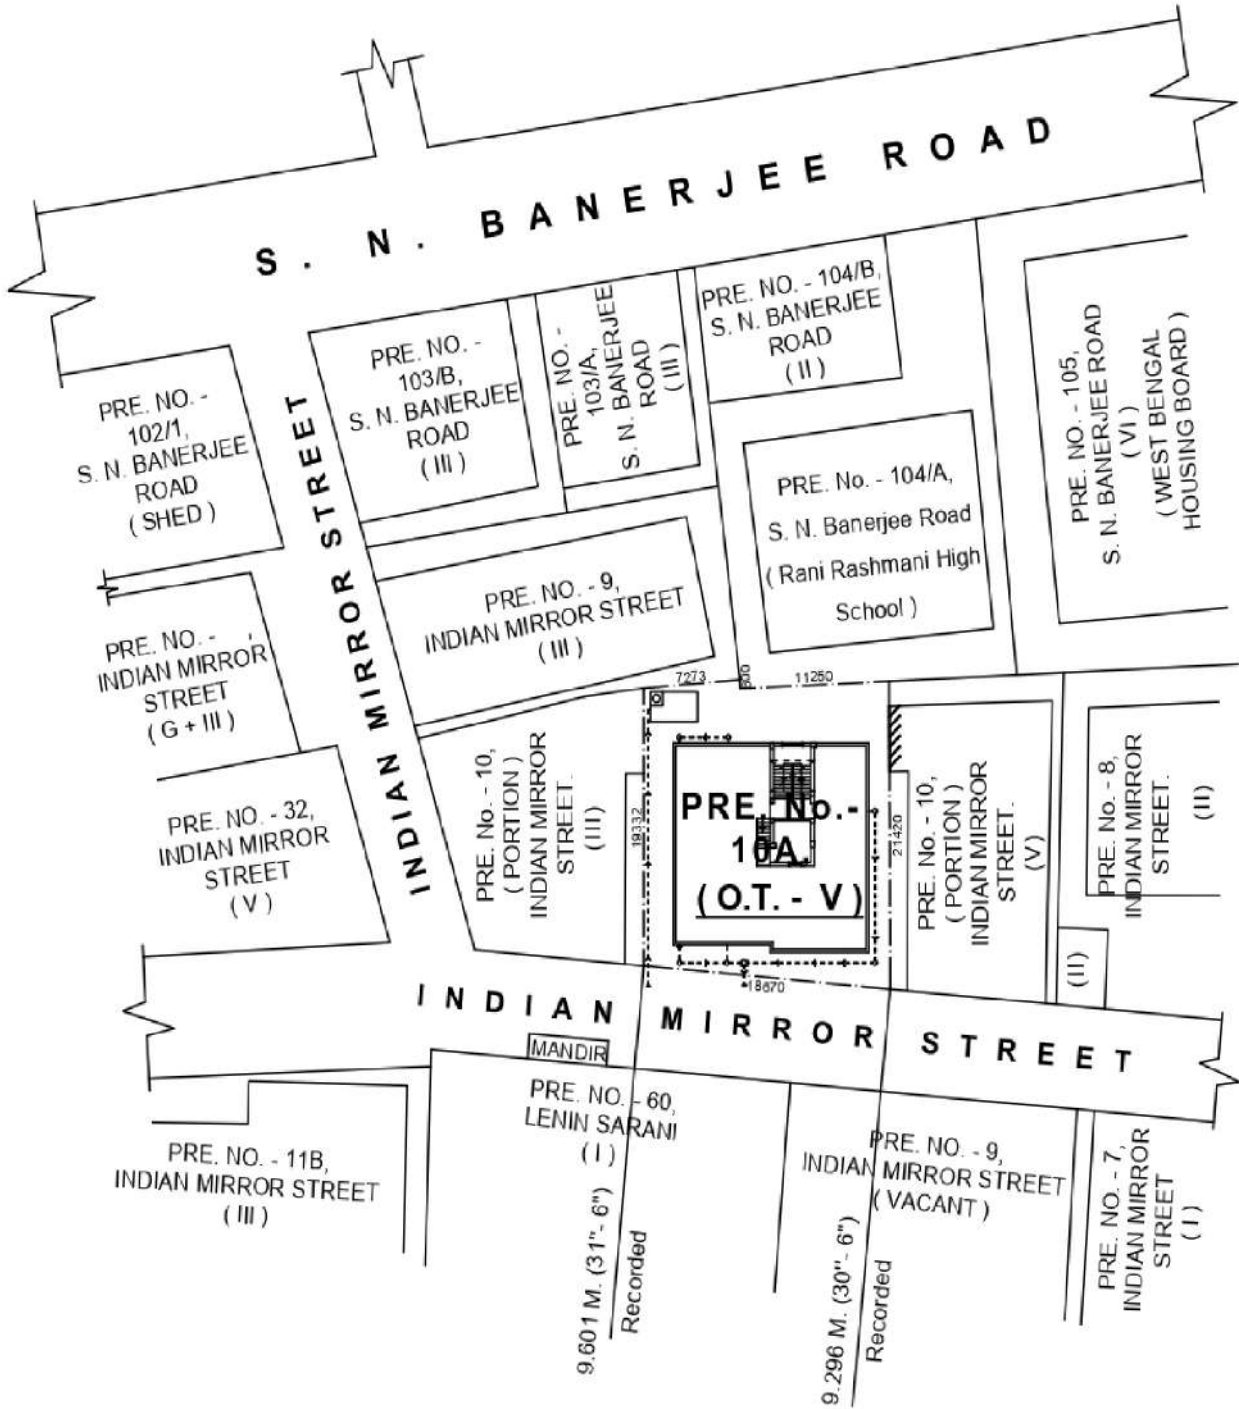 S. N. BANERJEE ROAD
PRE. NO. - 104/B,
S. N. BANERJEE
ROAD
( II )
PRE. NO. -
103/A,
S. N. BANERJEE
ROAD
( III )
PRE. NO. -
103/B,
S. N. BANERJEE
ROAD
( III )
PRE. NO. - 105,
S. N. BANERJEE ROAD
( VI )
( WEST BENGAL
HOUSING BOARD )
PRE. NO. -
102/1,
S. N. BANERJEE
ROAD
( SHED )
INDIAN MIRROR STREET
PRE. No. - 104/A,
S. N. Banerjee Road
( Rani Rashmani High
School )
PRE. NO. - 9,
INDIAN MIRROR STREET
( III )
PRE. NO. - ,
INDIAN MIRROR
STREET
( G + III )
7273
600
11250
PRE. No. - 10,
( PORTION )
INDIAN MIRROR
STREET.
(III)
19332
PRE. No.-
10A.
( O.T. - V)
21420
PRE. No. - 10,
( PORTION )
INDIAN MIRROR
STREET.
(V)
PRE. No. - 8,
INDIAN MIRROR
STREET.
(II)
PRE. NO. - 32,
INDIAN MIRROR
STREET
( V )
(II)
18670
INDIAN MIRROR STREET
MANDIR
PRE. NO. - 60,
LENIN SARANI
( I )
PRE. NO. - 11B,
INDIAN MIRROR STREET
( III )
PRE. NO. - 9,
INDIAN MIRROR STREET
( VACANT )
PRE. NO. - 7,
INDIAN MIRROR
STREET
( I )
9.601 M. (31"- 6")
Recorded
9.296 M. (30"- 6")
Recorded